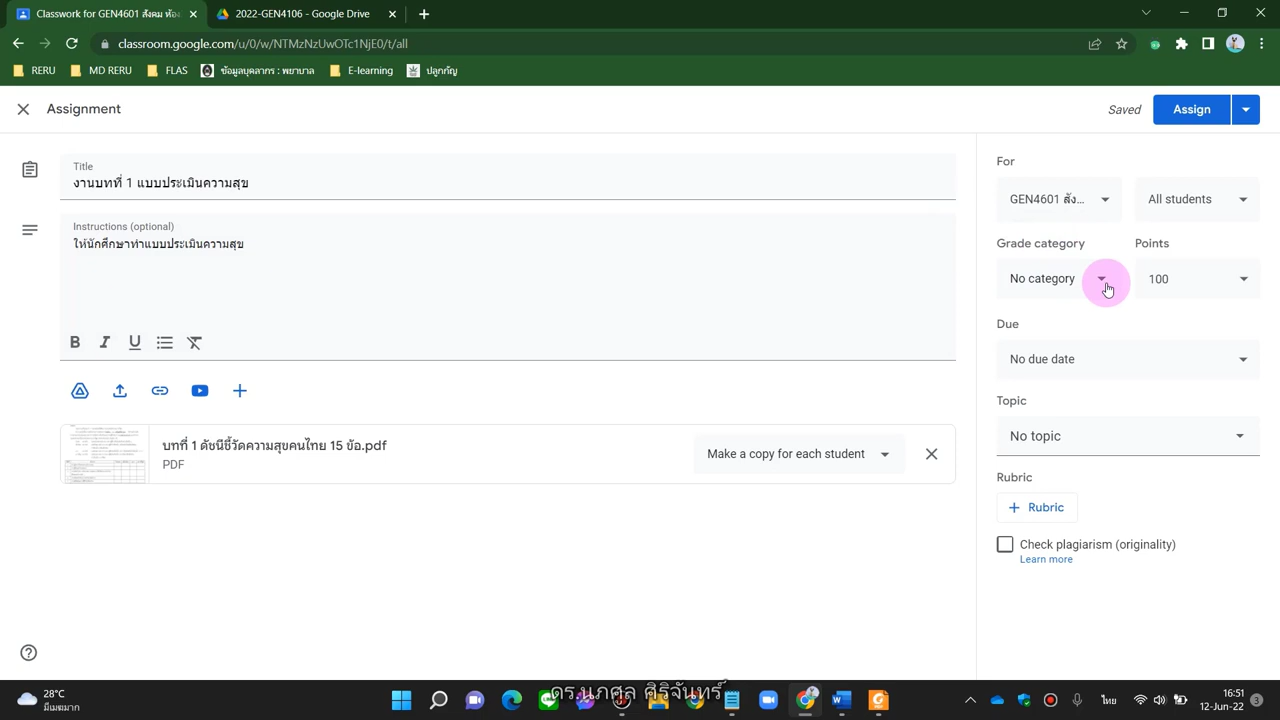 Classwork for GEN4601 สังคม ห้อง
2022-GEN4106 - Google Drive
classroom.google.com/u/0/w/NTMzNzUwOTc1NjE0/t/all
RERU
MD RERU
FLAS
ข้อมูลบุคลากร : พยาบาล
E-learning
ปลูกกัญ
Assignment
Saved
Assign
Title
งานบทที่ 1 แบบประเมินความสุข
Instructions (optional)
ให้นักศึกษาทำแบบประเมินความสุข
B I U
บทที่ 1 ดัชนีชี้วัดความสุขคนไทย 15 ข้อ.pdf
PDF
Make a copy for each student
For
GEN4601 สัง...
All students
Grade category
Points
No category
100
Due
No due date
Topic
No topic
Rubric
Rubric
Check plagiarism (originality)
Learn more
28°C
มีเมฆมาก
ดร.นภศูล ศิริจันทร์
ไทย
16:51
12-Jun-22
3